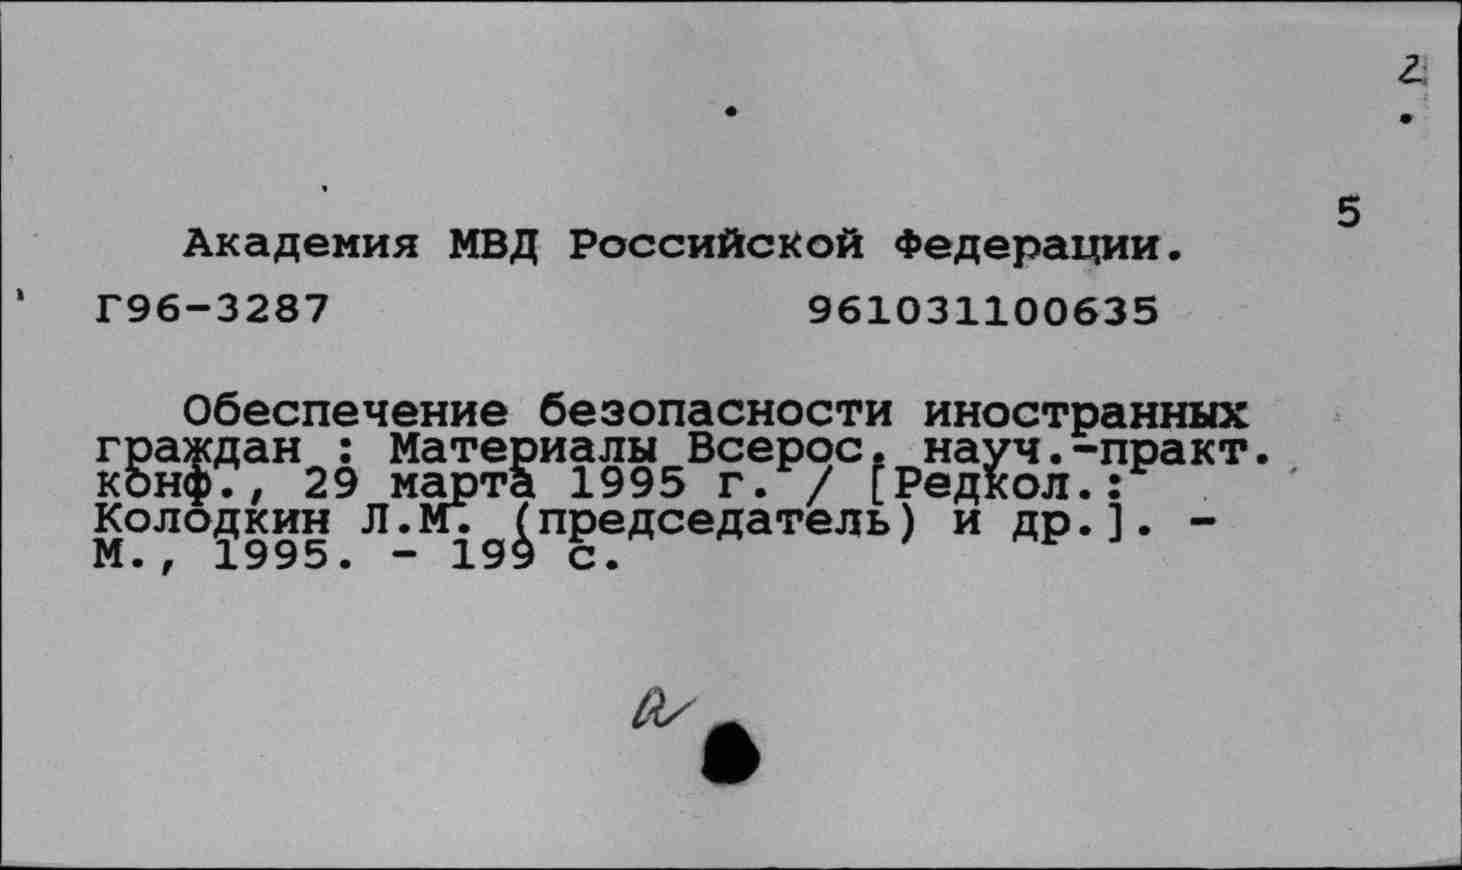 2
5
Академия МВД Российской Федерации.
Г96-3287 961031100635
Обеспечение безопасности иностранных
граждан : Материалы Всерос. науч.-практ.
конф., 29 марта 1995 г. / [Редкол.:
Колодкин Л.М. (председатель) и др.]. -
М., 1995. - 199 с.